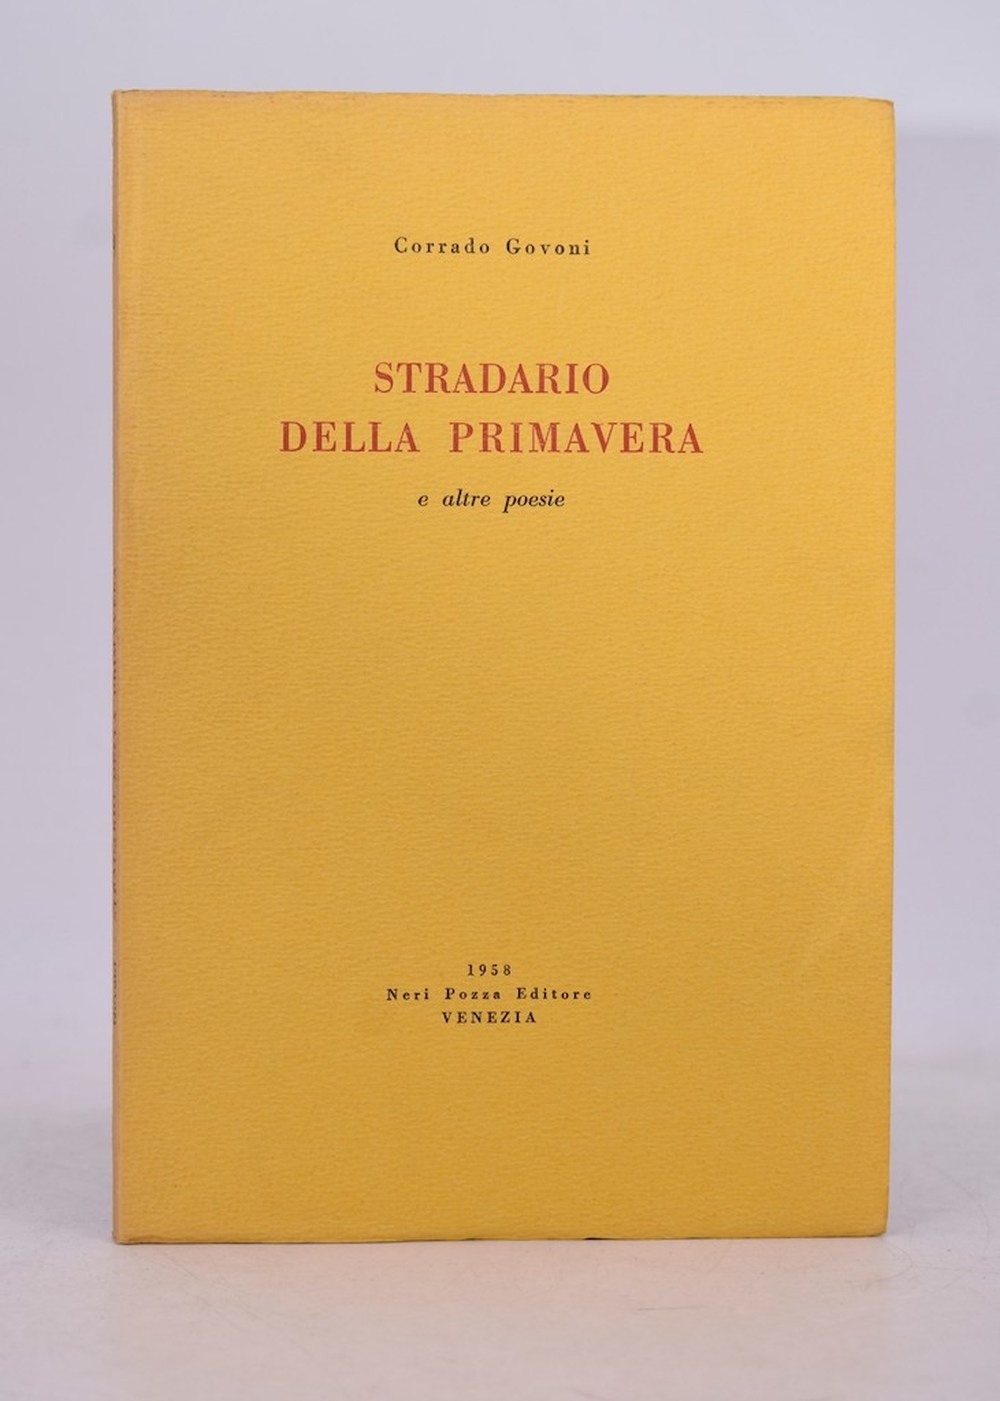 Corrado Govoni
STRADARIO
DELLA PRIMAVERA
e altre poesie
1958
Neri Pozza Editore
VENEZIA